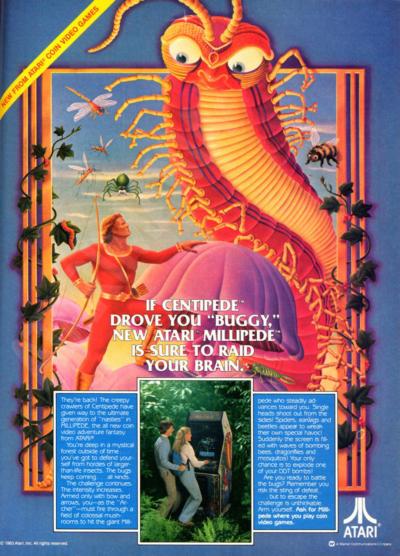 NEW FROM ATARI® COIN VIDEO GAMES
IF CENTIPEDE™
DROVE YOU "BUGGY,"
NEW ATARI MILLIPEDE™
IS SURE TO RAID
YOUR BRAIN.
They're back! The creepy
crawlers of Centipede have
given way to the ultimate
generation of "nasties" in
MILLIPEDE, the all new coin
video adventure fantasy
from ATARI®
You're deep in a mystical
forest outside of time...
you've got to defend your-
self from hordes of larger-
than-life insects. The bugs
keep coming... all kinds.
The challenge continues.
The intensity increases.
Armed only with bow and
arrows, you—as the "Ar-
cher"—must fire through a
field of colossal mush-
rooms to hit the giant Milli-
pede who steadily ad-
vances toward you. Single
heads shoot out from the
sides! Spiders, earwigs and
beetles appear to wreak
their own special havoc!
Suddenly the screen is fil-
led with waves of bombing
bees, dragonflies and
mosquitos! Your only
chance is to explode one
of your DDT bombs!
Are you ready to battle
the bugs? Remember you
risk the sting of defeat...
but to escape the
challenge is unthinkable.
Arm yourself. Ask for Milli-
pede where you play coin
video games.
ATARI
© 1983 Atari, Inc. All rights reserved.
A Warner Communications Company